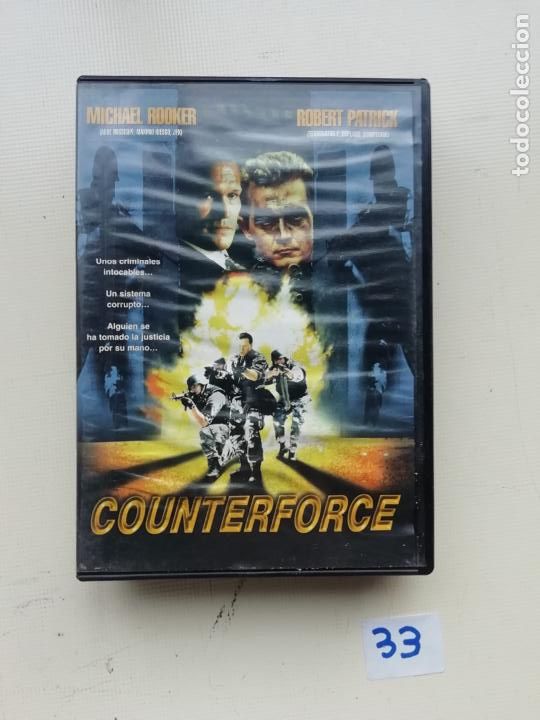 MICHAEL ROOKER
ROBERT PATRICK
Unos criminales
intocables...
Un sistema
corrupto...
Alguien se
ha tomado la justicia
por su mano...
COUNTERFORCE
33
todocoleccion